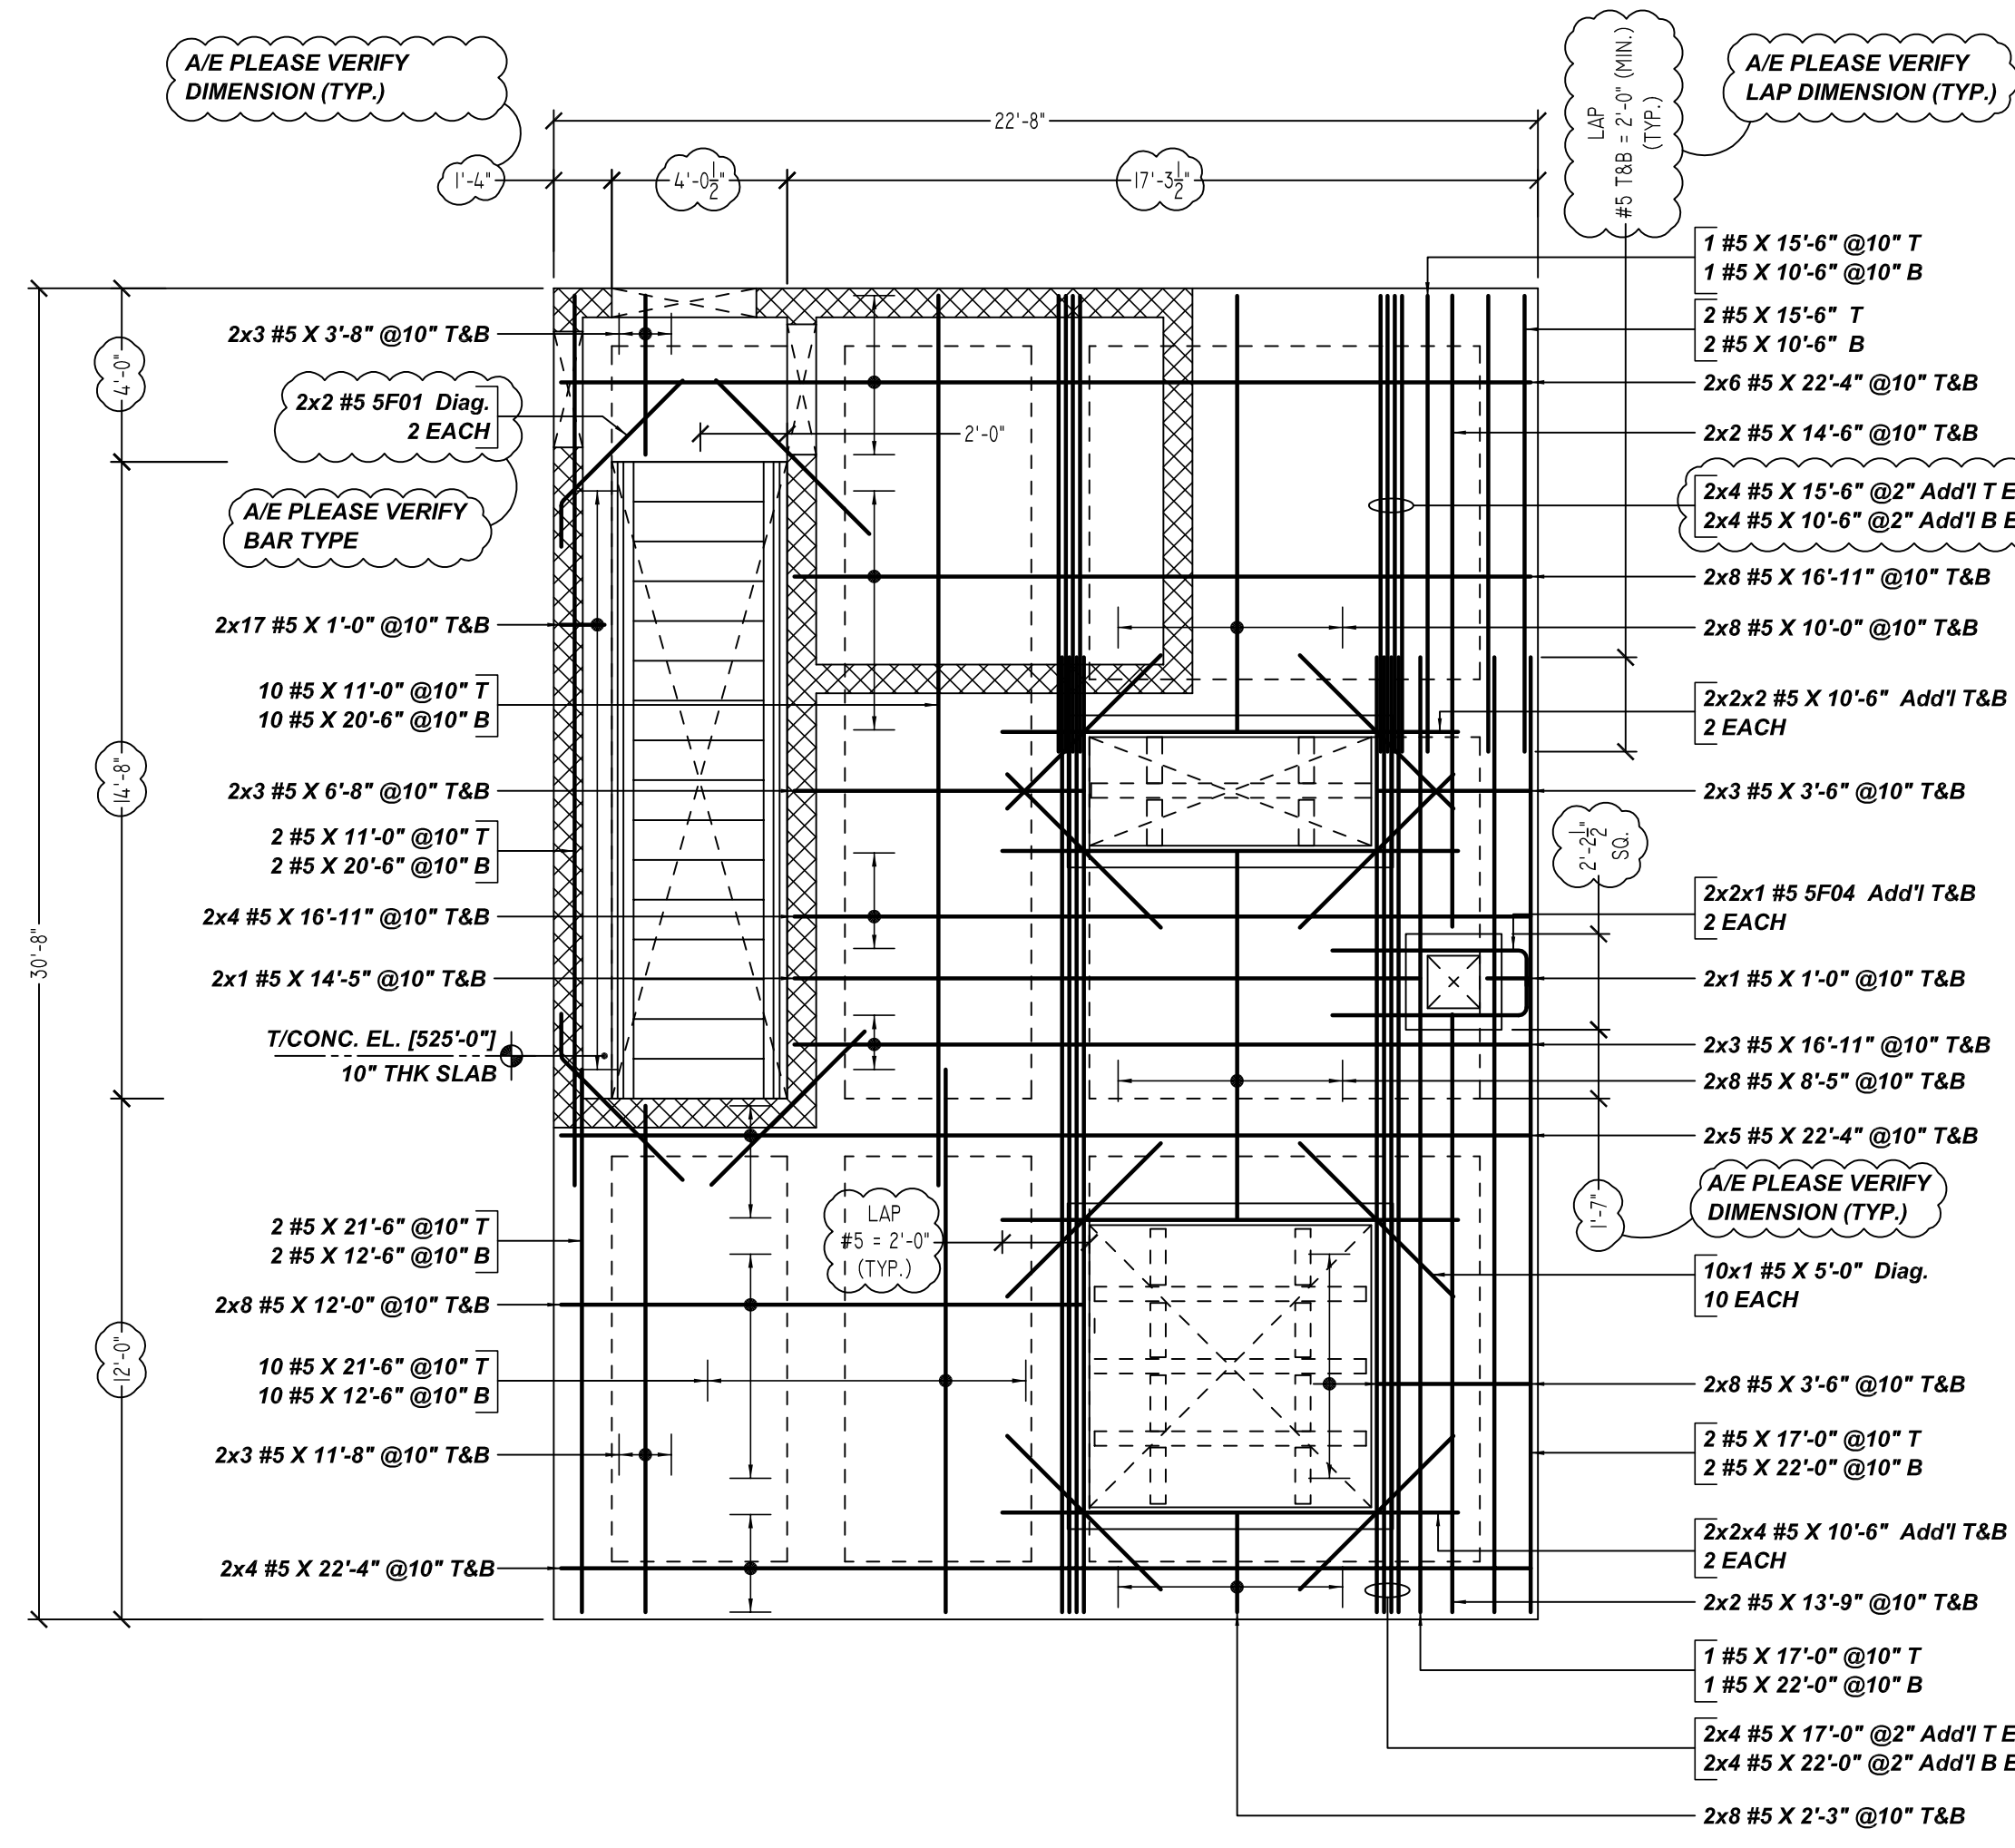 A/E PLEASE VERIFY
DIMENSION (TYP.)
A/E PLEASE VERIFY
LAP DIMENSION (TYP.)
LAP
#5 T&B = 2'-0" (MIN.)
(TYP.)
22'-8"
1'-4"
4'-0 1/2"
17'-3 1/2"
1 #5 X 15'-6" @10" T
1 #5 X 10'-6" @10" B
2 #5 X 15'-6" T
2 #5 X 10'-6" B
2x3 #5 X 3'-8" @10" T&B
4'-0"
2x6 #5 X 22'-4" @10" T&B
2x2 #5 5F01 Diag.
2 EACH
2'-0"
2x2 #5 X 14'-6" @10" T&B
A/E PLEASE VERIFY
BAR TYPE
2x4 #5 X 15'-6" @2" Add'l T E
2x4 #5 X 10'-6" @2" Add'l B E
2x8 #5 X 16'-11" @10" T&B
2x17 #5 X 1'-0" @10" T&B
2x8 #5 X 10'-0" @10" T&B
10 #5 X 11'-0" @10" T
10 #5 X 20'-6" @10" B
2x2x2 #5 X 10'-6" Add'l T&B
2 EACH
14'-8"
2x3 #5 X 6'-8" @10" T&B
2x3 #5 X 3'-6" @10" T&B
2 #5 X 11'-0" @10" T
2 #5 X 20'-6" @10" B
2'-2 1/2"
SQ.
2x4 #5 X 16'-11" @10" T&B
2x2x1 #5 5F04 Add'l T&B
2 EACH
30'-8"
2x1 #5 X 14'-5" @10" T&B
2x1 #5 X 1'-0" @10" T&B
T/CONC. EL. [525'-0"]
10" THK SLAB
2x3 #5 X 16'-11" @10" T&B
2x8 #5 X 8'-5" @10" T&B
2x5 #5 X 22'-4" @10" T&B
A/E PLEASE VERIFY
DIMENSION (TYP.)
1'-7"
2 #5 X 21'-6" @10" T
2 #5 X 12'-6" @10" B
LAP
#5 = 2'-0"
(TYP.)
10x1 #5 X 5'-0" Diag.
10 EACH
2x8 #5 X 12'-0" @10" T&B
12'-0"
10 #5 X 21'-6" @10" T
10 #5 X 12'-6" @10" B
2x8 #5 X 3'-6" @10" T&B
2x3 #5 X 11'-8" @10" T&B
2 #5 X 17'-0" @10" T
2 #5 X 22'-0" @10" B
2x2x4 #5 X 10'-6" Add'l T&B
2 EACH
2x4 #5 X 22'-4" @10" T&B
2x2 #5 X 13'-9" @10" T&B
1 #5 X 17'-0" @10" T
1 #5 X 22'-0" @10" B
2x4 #5 X 17'-0" @2" Add'l T E
2x4 #5 X 22'-0" @2" Add'l B E
2x8 #5 X 2'-3" @10" T&B